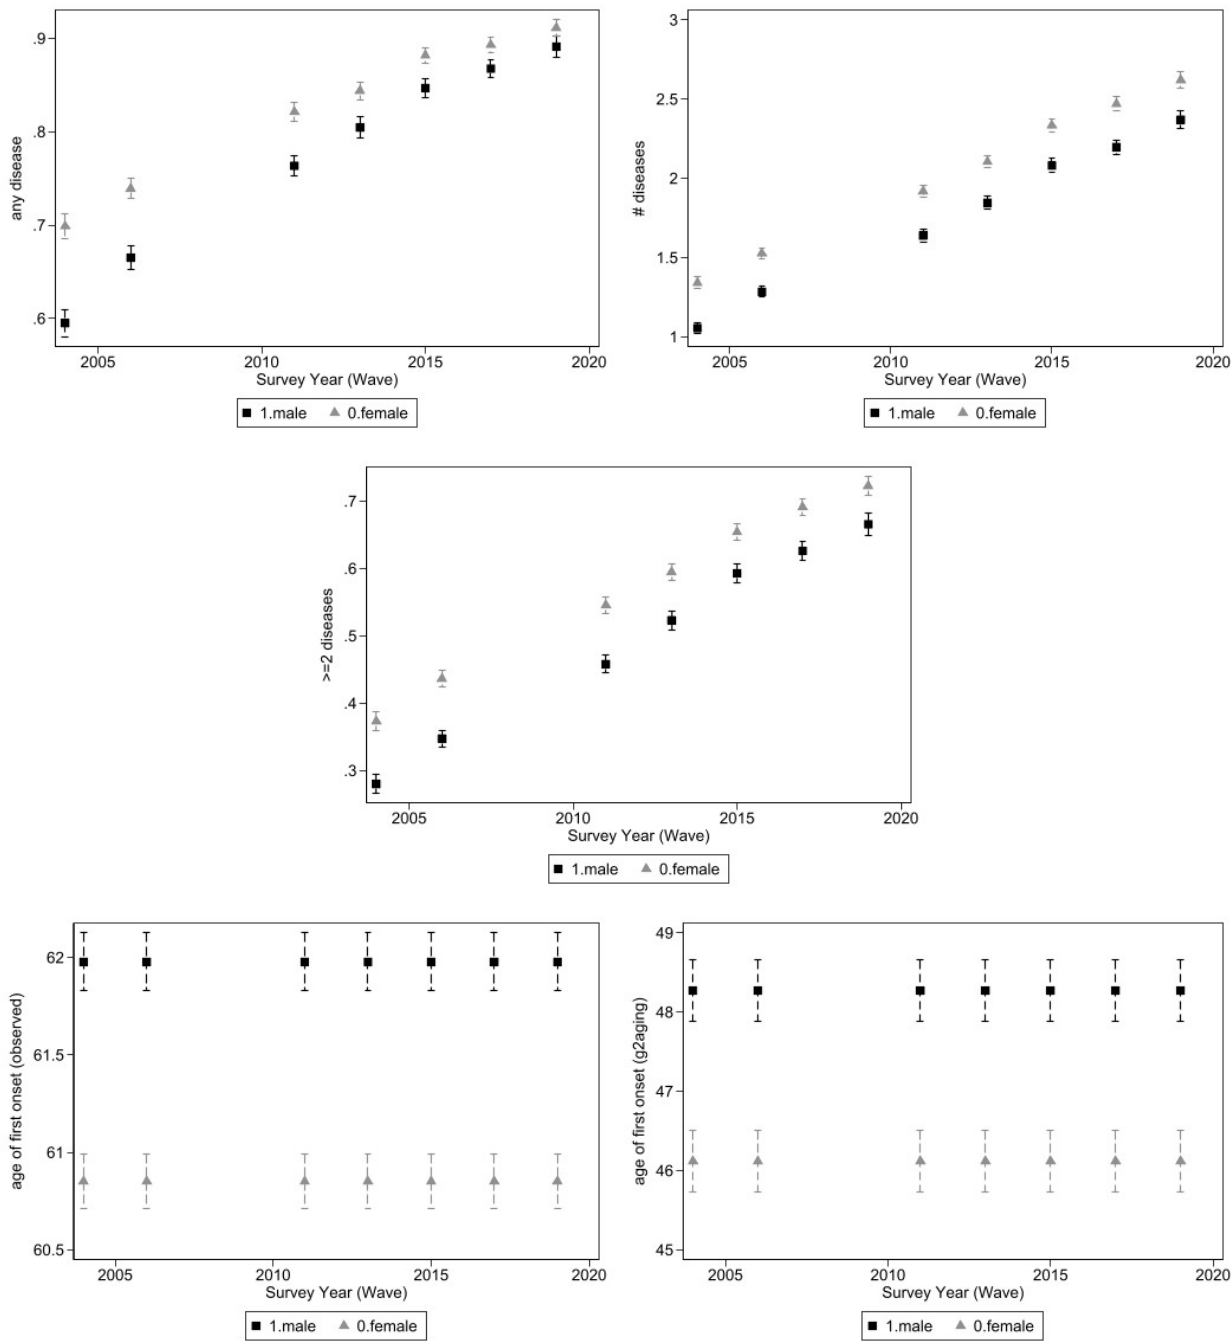 any disease
.9
.8
.7
.6
2005 2010 2015 2020
Survey Year (Wave)
1.male 0.female
# diseases
3
2.5
2
1.5
1
2005 2010 2015 2020
Survey Year (Wave)
1.male 0.female
>=2 diseases
.7
.6
.5
.4
.3
2005 2010 2015 2020
Survey Year (Wave)
1.male 0.female
age of first onset (observed)
62
61.5
61
60.5
2005 2010 2015 2020
Survey Year (Wave)
1.male 0.female
age of first onset (g2aging)
49
48
47
46
45
2005 2010 2015 2020
Survey Year (Wave)
1.male 0.female